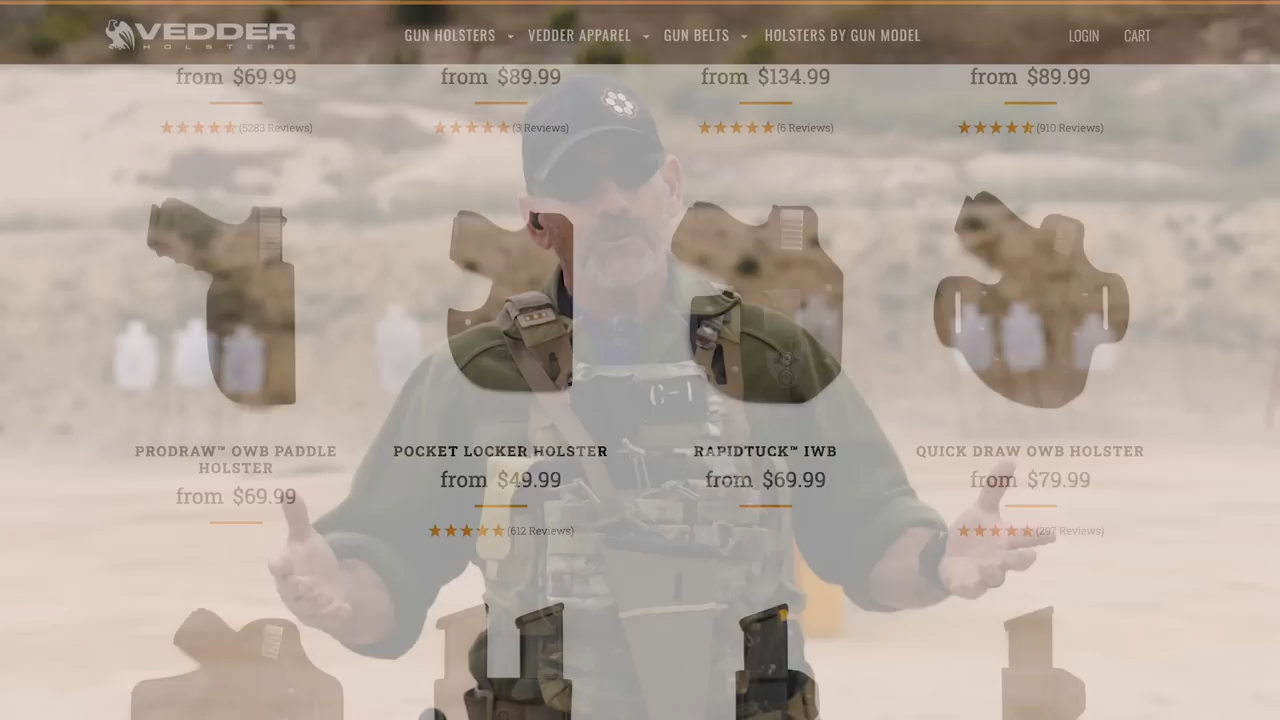 VEDDER
HOLSTERS
GUN HOLSTERS
VEDDER APPAREL
GUN BELTS
HOLSTERS BY GUN MODEL
LOGIN
CART
from $69.99
from $89.99
from $134.99
from $89.99
(5283 Reviews)
(3 Reviews)
(6 Reviews)
(910 Reviews)
C-1
PRODRAW™ OWB PADDLE
HOLSTER
from $69.99
POCKET LOCKER HOLSTER
from $49.99
(612 Reviews)
RAPIDTUCK™ IWB
from $69.99
QUICK DRAW OWB HOLSTER
from $79.99
(297 Reviews)